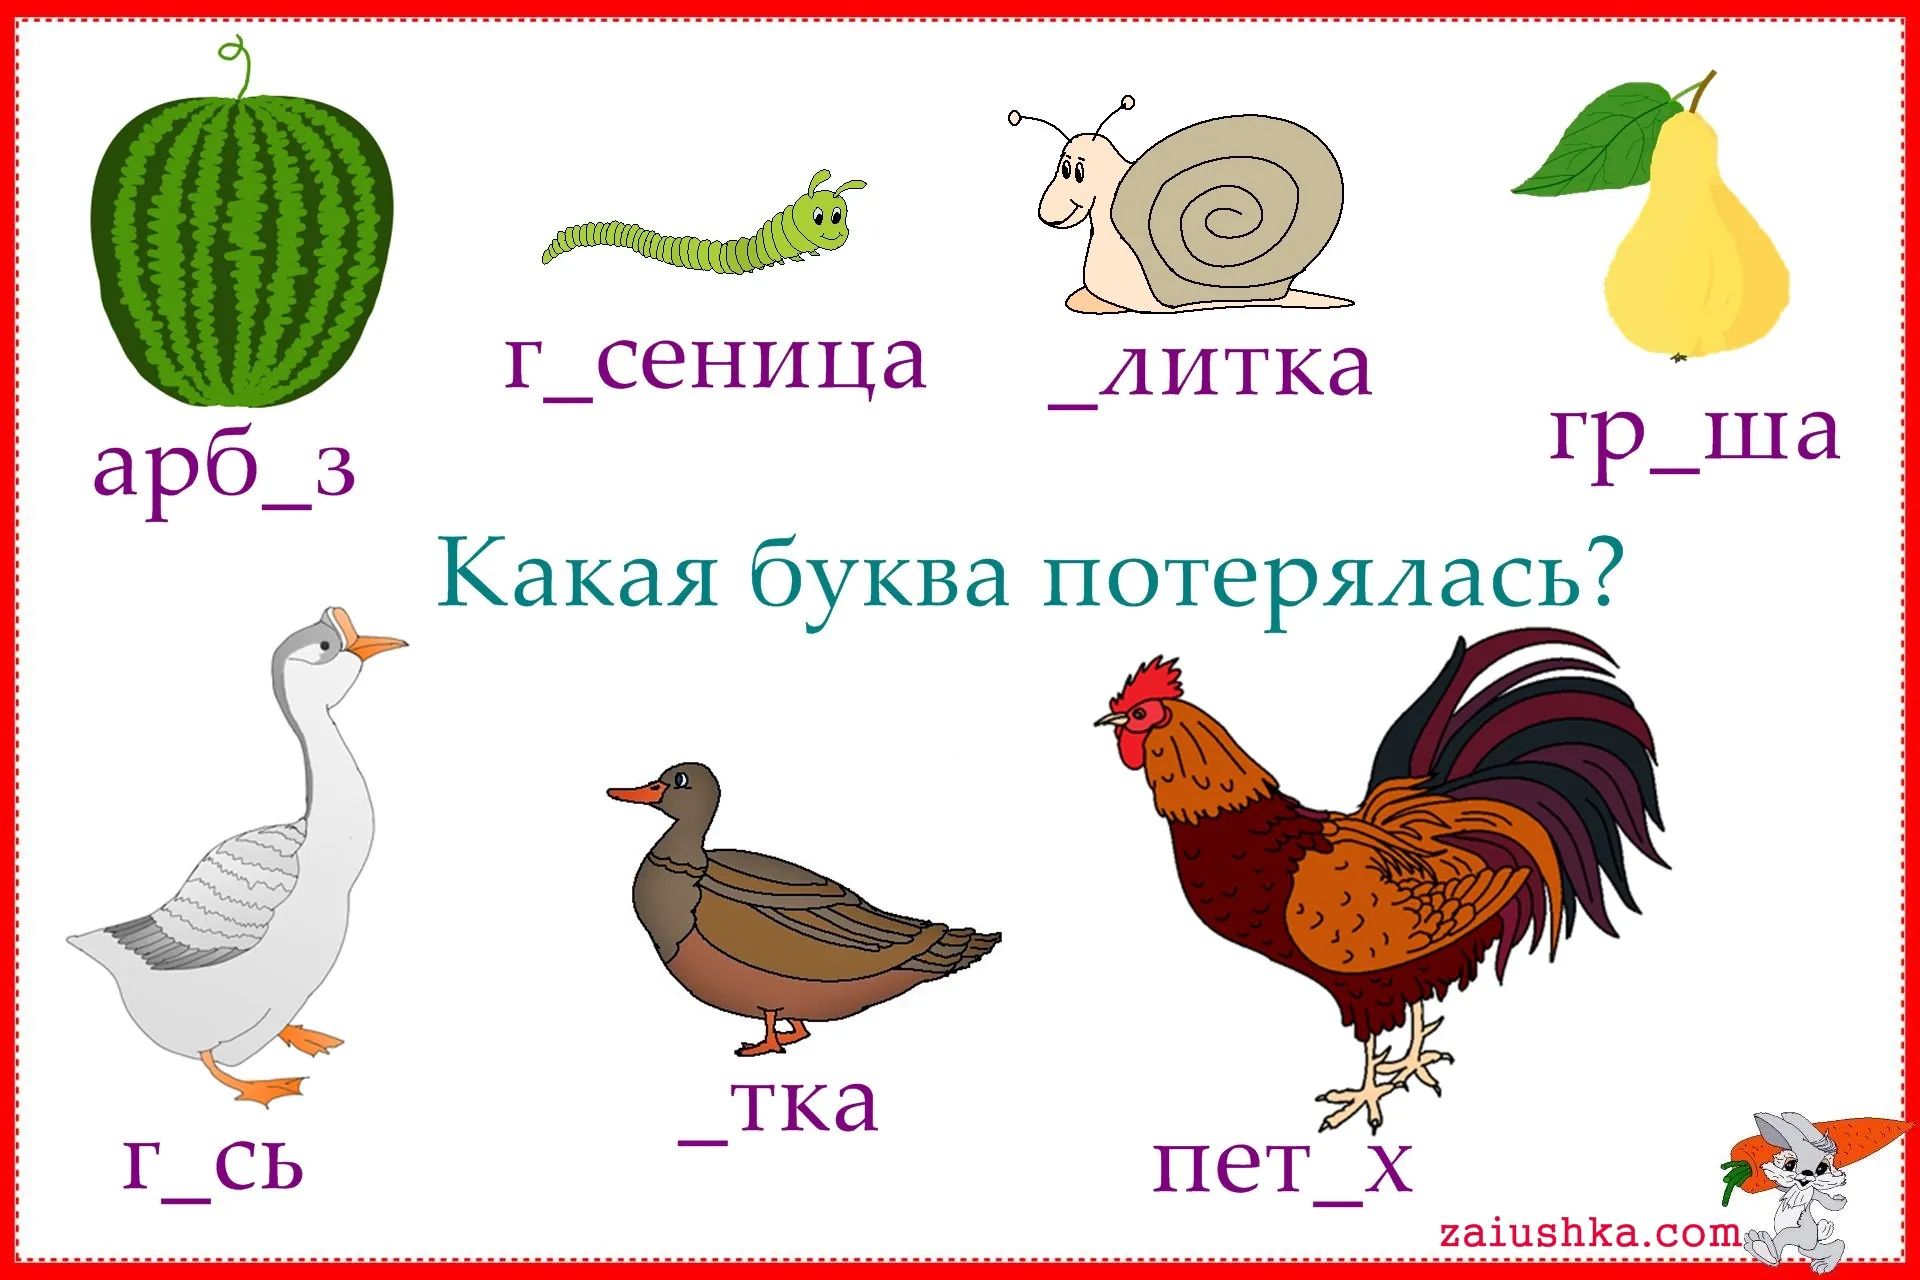 г_сеница
_литка
гр_ша
арб_з
Какая буква потерялась?
г_сь
_тка
пет_х
zaiushka.com